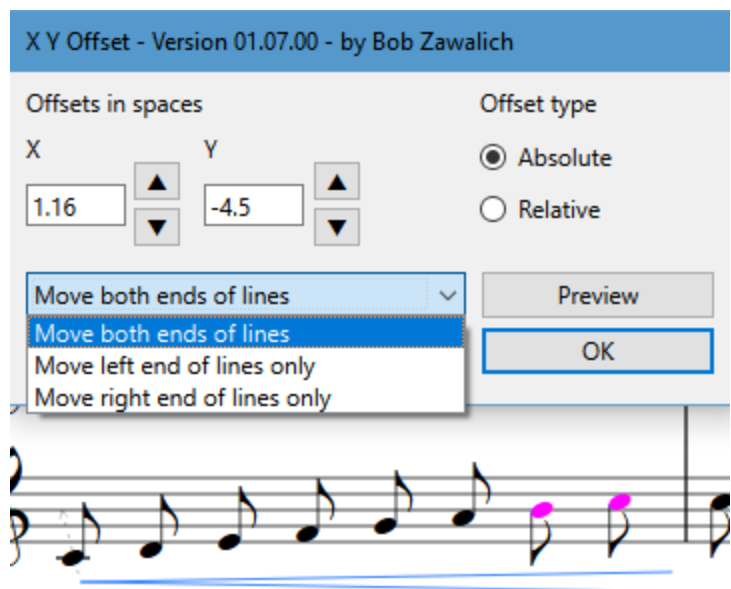 X Y Offset - Version 01.07.00 - by Bob Zawalich
Offsets in spaces
Offset type
X
Y
Absolute
1.16
-4.5
Relative
Move both ends of lines
Preview
Move both ends of lines
OK
Move left end of lines only
Move right end of lines only